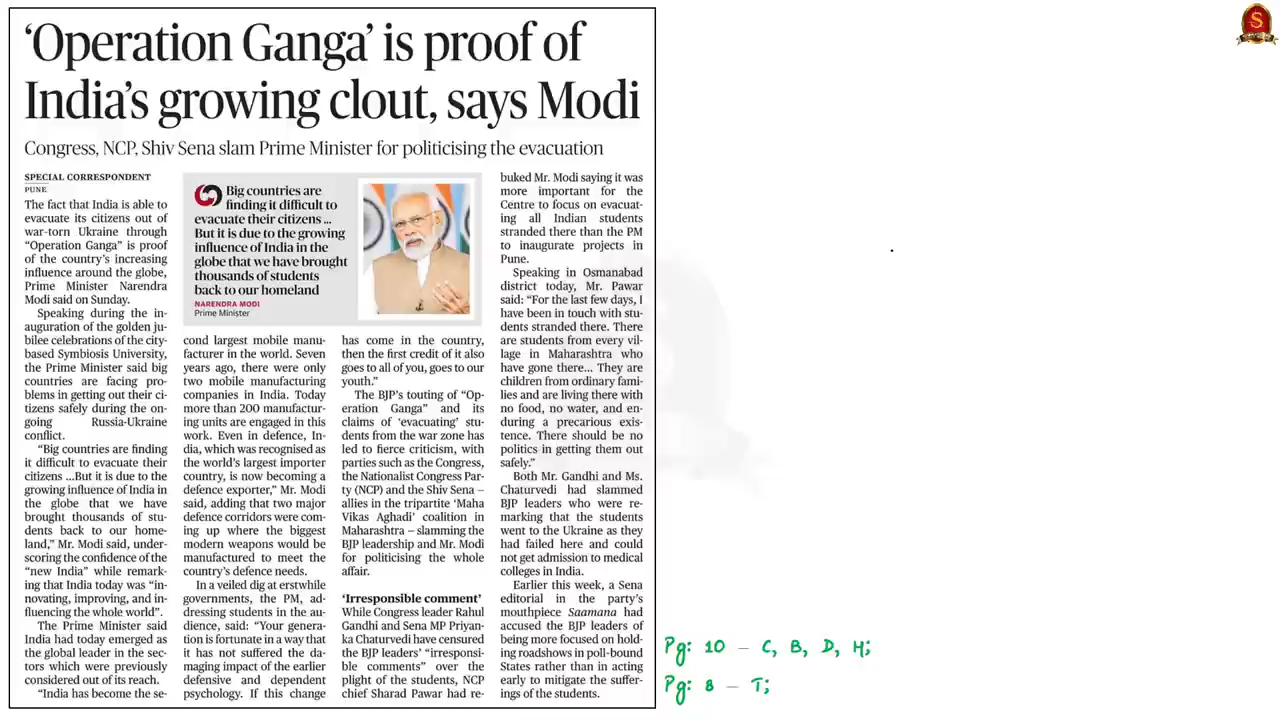 ‘Operation Ganga’ is proof of
India’s growing clout, says Modi
Congress, NCP, Shiv Sena slam Prime Minister for politicising the evacuation
SPECIAL CORRESPONDENT
PUNE
The fact that India is able to
evacuate its citizens out of
war-torn Ukraine through
“Operation Ganga” is proof
of the country’s increasing
influence around the globe,
Prime Minister Narendra
Modi said on Sunday.
Speaking during the in-
auguration of the golden ju-
bilee celebrations of the city-
based Symbiosis University,
the Prime Minister said big
countries are facing pro-
blems in getting out their ci-
tizens safely during the on-
going Russia-Ukraine
conflict.
“Big countries are finding
it difficult to evacuate their
citizens ...But it is due to the
growing influence of India in
the globe that we have
brought thousands of stu-
dents back to our home-
land,” Mr. Modi said, under-
scoring the confidence of the
“new India” while remark-
ing that India today was “in-
novating, improving, and in-
fluencing the whole world”.
The Prime Minister said
India had today emerged as
the global leader in the sec-
tors which were previously
considered out of its reach.
“India has become the se-
Big countries are
finding it difficult to
evacuate their citizens ...
But it is due to the growing
influence of India in the
globe that we have brought
thousands of students
back to our homeland
NARENDRA MODI
Prime Minister
cond largest mobile manu-
facturer in the world. Seven
years ago, there were only
two mobile manufacturing
companies in India. Today
more than 200 manufactur-
ing units are engaged in this
work. Even in defence, In-
dia, which was recognised as
the world’s largest importer
country, is now becoming a
defence exporter,” Mr. Modi
said, adding that two major
defence corridors were com-
ing up where the biggest
modern weapons would be
manufactured to meet the
country’s defence needs.
In a veiled dig at erstwhile
governments, the PM, ad-
dressing students in the au-
dience, said: “Your genera-
tion is fortunate in a way that
it has not suffered the da-
maging impact of the earlier
defensive and dependent
psychology. If this change
has come in the country,
then the first credit of it also
goes to all of you, goes to our
youth.”
The BJP’s touting of “Op-
eration Ganga” and its
claims of ‘evacuating’ stu-
dents from the war zone has
led to fierce criticism, with
parties such as the Congress,
the Nationalist Congress Par-
ty (NCP) and the Shiv Sena –
allies in the tripartite ‘Maha
Vikas Aghadi’ coalition in
Maharashtra – slamming the
BJP leadership and Mr. Modi
for politicising the whole
affair.
‘Irresponsible comment’
While Congress leader Rahul
Gandhi and Sena MP Priyan-
ka Chaturvedi have censured
the BJP leaders’ “irresponsi-
ble comments” over the
plight of the students, NCP
chief Sharad Pawar had re-
buked Mr. Modi saying it was
more important for the
Centre to focus on evacuat-
ing all Indian students
stranded there than the PM
to inaugurate projects in
Pune.
Speaking in Osmanabad
district today, Mr. Pawar
said: “For the last few days, I
have been in touch with stu-
dents stranded there. There
are students from every vil-
lage in Maharashtra who
have gone there... They are
children from ordinary fami-
lies and are living there with
no food, no water, and en-
during a precarious exis-
tence. There should be no
politics in getting them out
safely.”
Both Mr. Gandhi and Ms.
Chaturvedi had slammed
BJP leaders who were re-
marking that the students
went to the Ukraine as they
had failed here and could
not get admission to medical
colleges in India.
Earlier this week, a Sena
editorial in the party’s
mouthpiece Saamana had
accused the BJP leaders of
being more focused on hold-
ing roadshows in poll-bound
States rather than in acting
early to mitigate the suffer-
ings of the students.
Pg: 10 – C, B, D, H;
Pg: 8 – T;
S